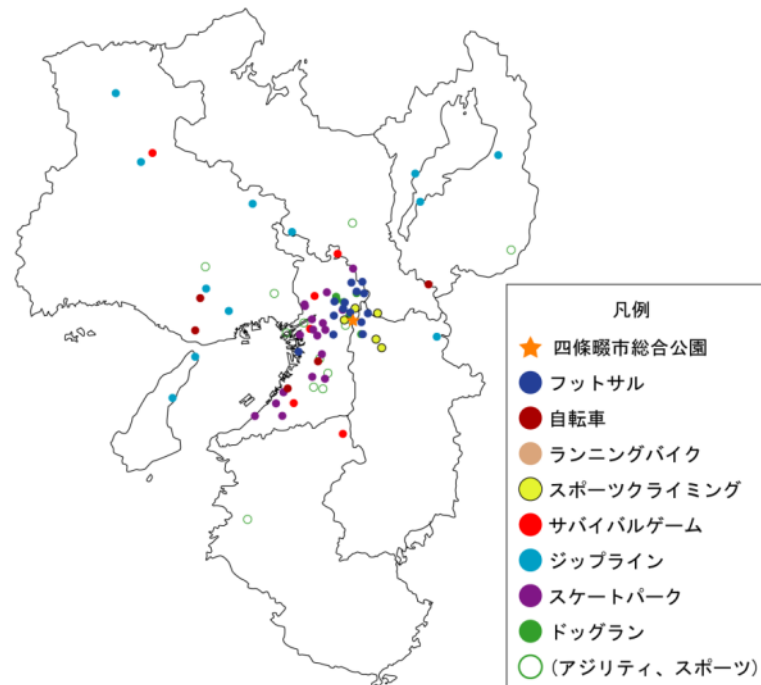 凡例
四條畷市総合公園
フットサル
自転車
ランニングバイク
スポーツクライミング
サバイバルゲーム
ジップライン
スケートパーク
ドッグラン
(アジリティ、スポーツ)